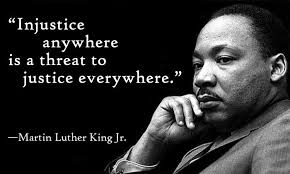 “Injustice
anywhere
is a threat to
justice everywhere.”
—Martin Luther King Jr.